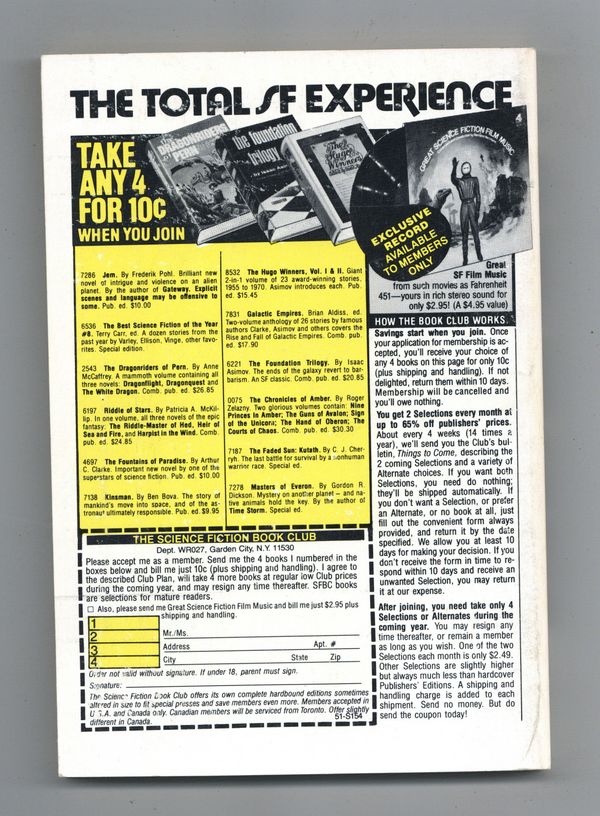 THE TOTAL SF EXPERIENCE
TAKE
ANY 4
FOR 10¢
WHEN YOU JOIN
DRAGONRIDERS
PERN
the foundation
trilogy
The Hugo
Winners
GREAT SCIENCE FICTION FILM MUSIC
EXCLUSIVE
RECORD
AVAILABLE
TO MEMBERS
ONLY
Great
SF Film Music
from such movies as Fahrenheit
451—yours in rich stereo sound for
only $2.95! (A $4.95 value)
7286 Jem. By Frederik Pohl. Brilliant new
novel of intrigue and violence on an alien
planet. By the author of Gateway. Explicit
scenes and language may be offensive to
some. Pub. ed. $10.00
6536 The Best Science Fiction of the Year
#8. Terry Carr, ed. A dozen stories from the
past year by Varley, Ellison, Vinge, other favo-
rites. Special edition.
2543 The Dragonriders of Pern. By Anne
McCaffrey. A mammoth volume containing all
three novels: Dragonflight, Dragonquest and
The White Dragon. Comb. pub. ed. $26.85
6197 Riddle of Stars. By Patricia A. McKil-
lip. In one volume, all three novels of the epic
fantasy: The Riddle-Master of Hed, Heir of
Sea and Fire, and Harpist in the Wind. Comb.
pub. ed. $24.85
4697 The Fountains of Paradise. By Arthur
C. Clarke. Important new novel by one of the
superstars of science fiction. Pub. ed. $10.00
7138 Kinsman. By Ben Bova. The story of
mankind's move into space, and of the as-
tronaut ultimately responsible. Pub. ed. $9.95
8532 The Hugo Winners, Vol. I & II. Giant
2-in-1 volume of 23 award-winning stories,
1955 to 1970. Asimov introduces each. Pub.
ed. $15.45
7831 Galactic Empires. Brian Aldiss, ed.
Two-volume anthology of 26 stories by famous
authors Clarke, Asimov and others covers the
Rise and Fall of Galactic Empires. Comb. pub.
ed. $17.90
6221 The Foundation Trilogy. By Isaac
Asimov. The ends of the galaxy revert to bar-
barism. An SF classic. Comb. pub. ed. $20.85
0075 The Chronicles of Amber. By Roger
Zelazny. Two glorious volumes contain: Nine
Princes In Amber; The Guns of Avalon; Sign
of the Unicorn; The Hand of Oberon; The
Courts of Chaos. Comb. pub. ed. $30.30
7187 The Faded Sun: Kutath. By C. J. Cher-
ryh. The last battle for survival by a nonhuman
warrior race. Special ed.
7278 Masters of Everon. By Gordon R.
Dickson. Mystery on another planet — and na-
tive animals hold the key. By the author of
Time Storm. Special ed.
HOW THE BOOK CLUB WORKS.
Savings start when you join. Once
your application for membership is ac-
cepted, you'll receive your choice of
any 4 books on this page for only 10¢
(plus shipping and handling). If not
delighted, return them within 10 days.
Membership will be cancelled and
you'll owe nothing.
You get 2 Selections every month at
up to 65% off publishers' prices.
About every 4 weeks (14 times a
year), we'll send you the Club's bul-
letin, Things to Come, describing the
2 coming Selections and a variety of
Alternate choices. If you want both
Selections, you need do nothing;
they'll be shipped automatically. If
you don't want a Selection, or prefer
an Alternate, or no book at all, just
fill out the convenient form always
provided, and return it by the date
specified. We allow you at least 10
days for making your decision. If you
don't receive the form in time to re-
spond within 10 days and receive an
unwanted Selection, you may return
it at our expense.
After joining, you need take only 4
Selections or Alternates during the
coming year. You may resign any
time thereafter, or remain a member
as long as you wish. One of the two
Selections each month is only $2.49.
Other Selections are slightly higher
but always much less than hardcover
Publishers' Editions. A shipping and
handling charge is added to each
shipment. Send no money. But do
send the coupon today!
THE SCIENCE FICTION BOOK CLUB
Dept. WR027, Garden City, N.Y. 11530
Please accept me as a member. Send me the 4 books I numbered in the
boxes below and bill me just 10¢ (plus shipping and handling). I agree to
the described Club Plan, will take 4 more books at regular low Club prices
during the coming year, and may resign any time thereafter. SFBC books
are selections for mature readers.
□ Also, please send me Great Science Fiction Film Music and bill me just $2.95 plus
shipping and handling.
1
2
3
4
Mr./Ms.
Address Apt. #
City State Zip
Order not valid without signature. If under 18, parent must sign.
Signature:
The Science Fiction Book Club offers its own complete hardbound editions sometimes
altered in size to fit special presses and save members even more. Members accepted in
U.S.A. and Canada only. Canadian members will be serviced from Toronto. Offer slightly
different in Canada. 51-S154